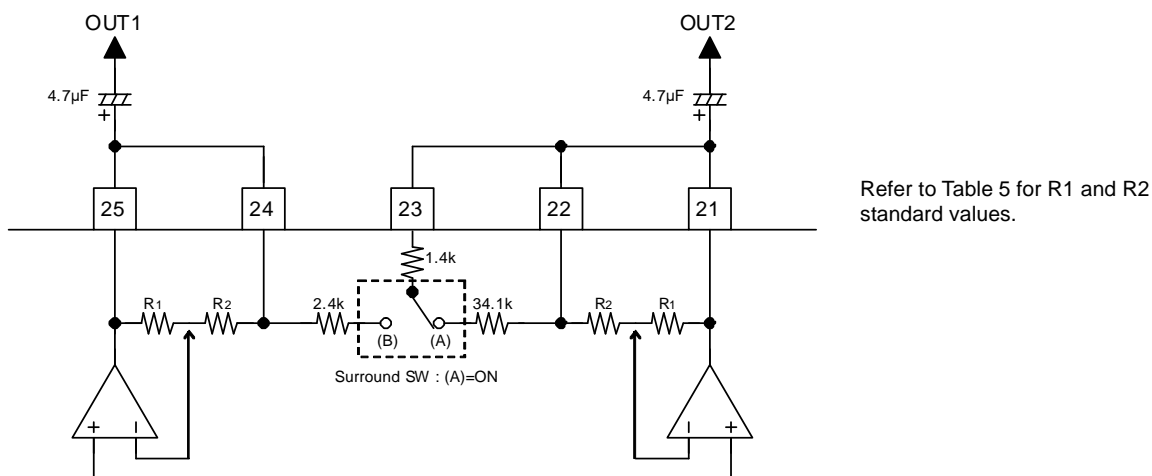 OUT1 OUT2
4.7µF 4.7µF
+ +
25 24 23 22 21
Refer to Table 5 for R1 and R2
standard values.
1.4k
R1 R2 2.4k 34.1k R2 R1
(B) (A)
Surround SW : (A)=ON
+ − − +